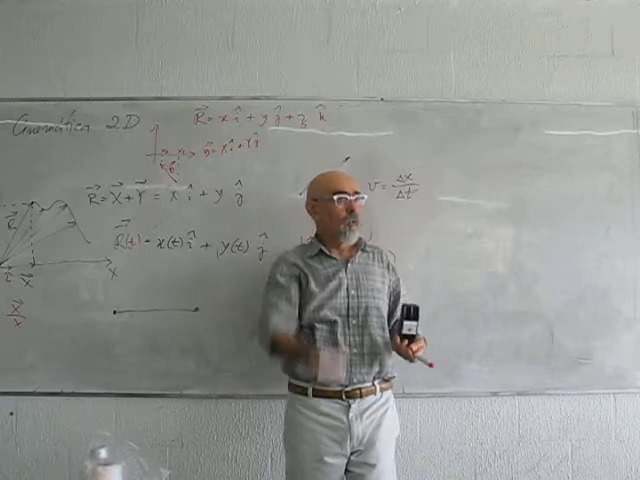 Cinemática 2D
R⃗ = x î + y ĵ + z k̂
R⃗ = X⃗ + Y⃗ = x î + y ĵ
R⃗(t) = x(t) î + y(t) ĵ
V = Δx/Δt
R⃗
X⃗
X
X⃗/x